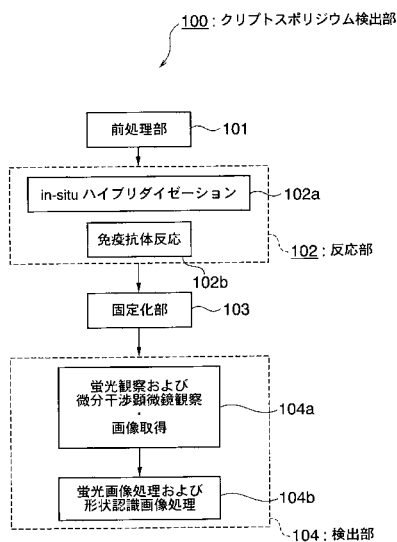 100：クリプトスポリジウム検出部
前処理部
101
in-situ ハイブリダイゼーション
102a
免疫抗体反応
102b
102：反応部
固定化部
103
蛍光観察および
微分干渉顕微鏡観察
・
画像取得
104a
蛍光画像処理および
形状認識画像処理
104b
104：検出部